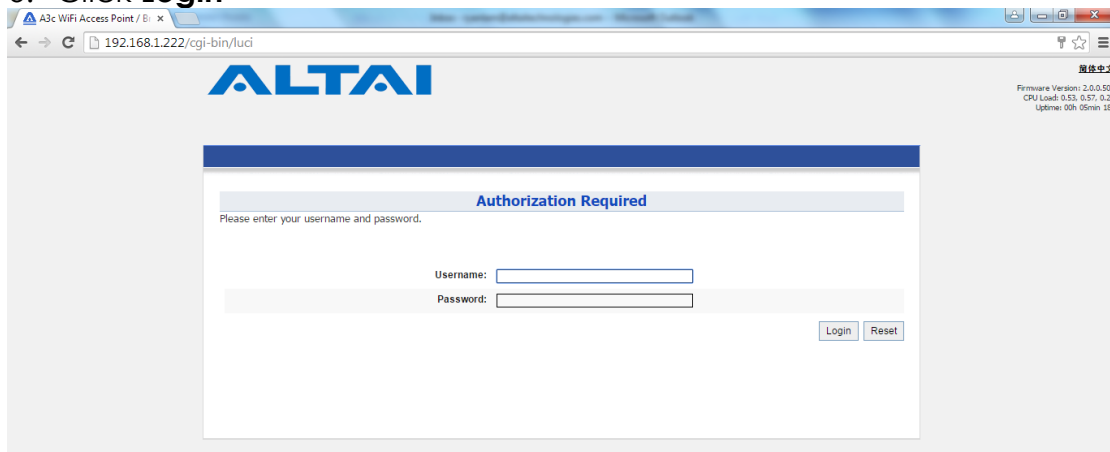 Click Login
A3c WiFi Access Point / Br
192.168.1.222/cgi-bin/luci
ALTAI
简体中文
Firmware Version: 2.0.0.50
CPU Load: 0.53, 0.57, 0.2
Uptime: 00h 05min 18
Authorization Required
Please enter your username and password.
Username:
Password:
Login Reset